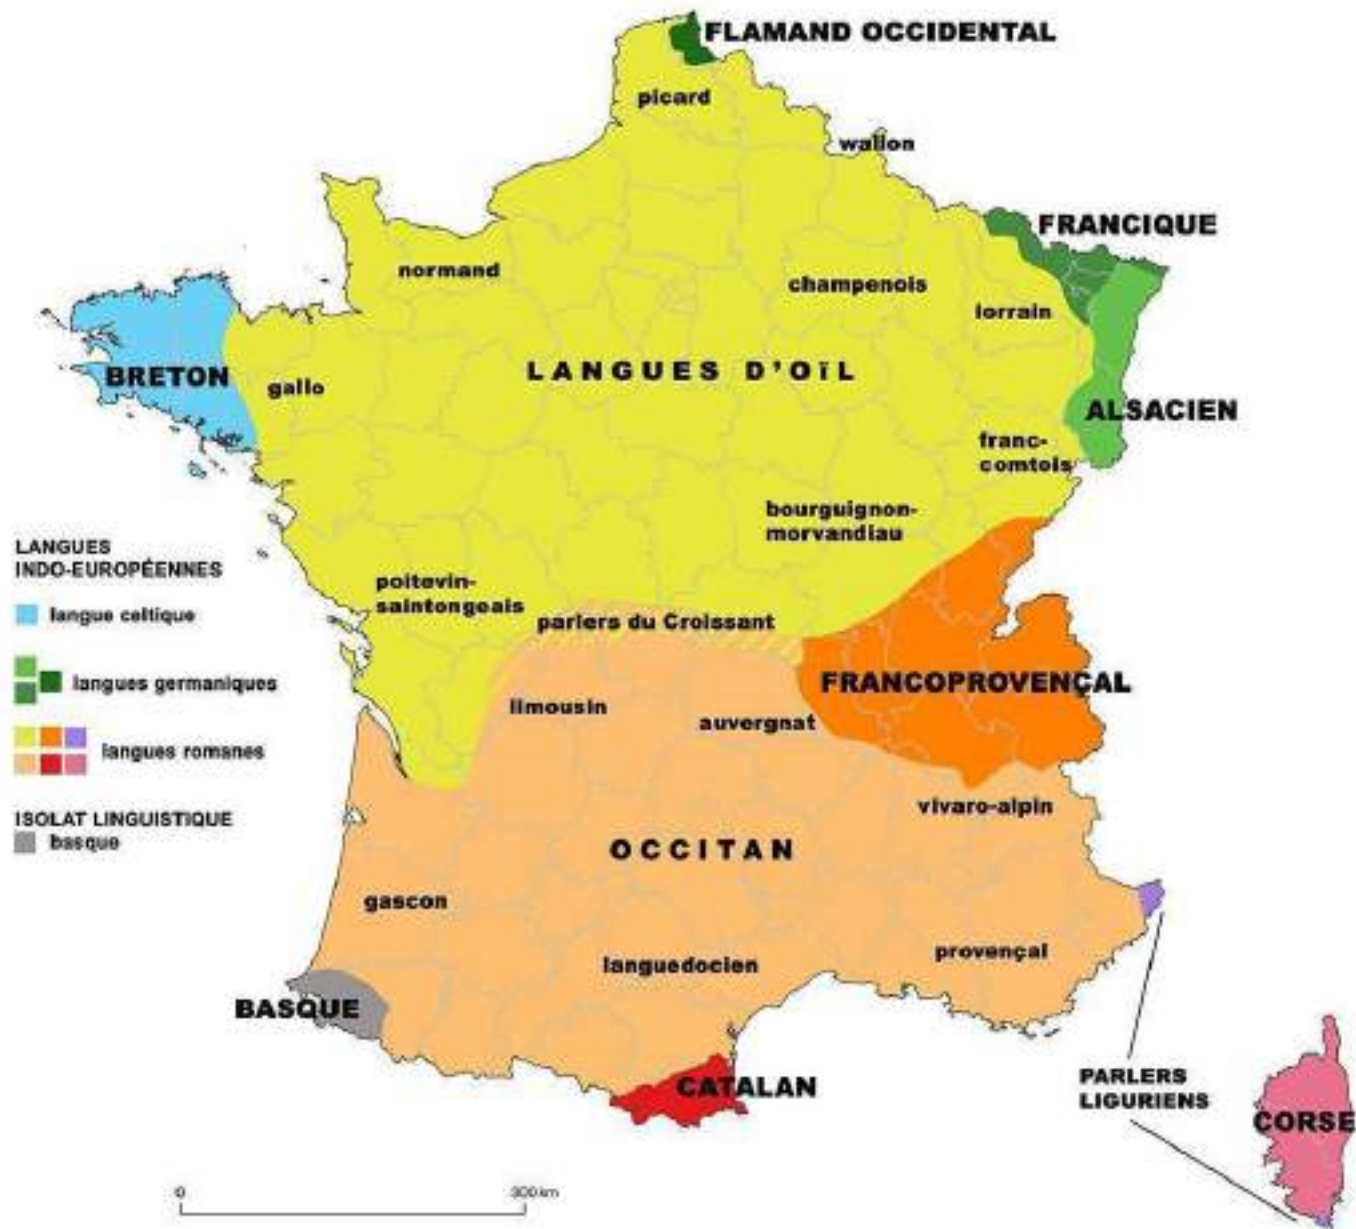 FLAMAND OCCIDENTAL
picard
wallon
FRANCIQUE
normand
champenois
lorrain
LANGUES D'OïL
BRETON
gallo
ALSACIEN
franc-
comtois
bourguignon-
morvandiau
LANGUES
INDO-EUROPÉENNES
langue celtique
langues germaniques
langues romanes
ISOLAT LINGUISTIQUE
basque
poitevin-
saintongeais
parlers du Croissant
FRANCOPROVENÇAL
limousin
auvergnat
vivaro-alpin
OCCITAN
gascon
provençal
languedocien
BASQUE
CATALAN
PARLERS
LIGURIENS
CORSE
0 300 km